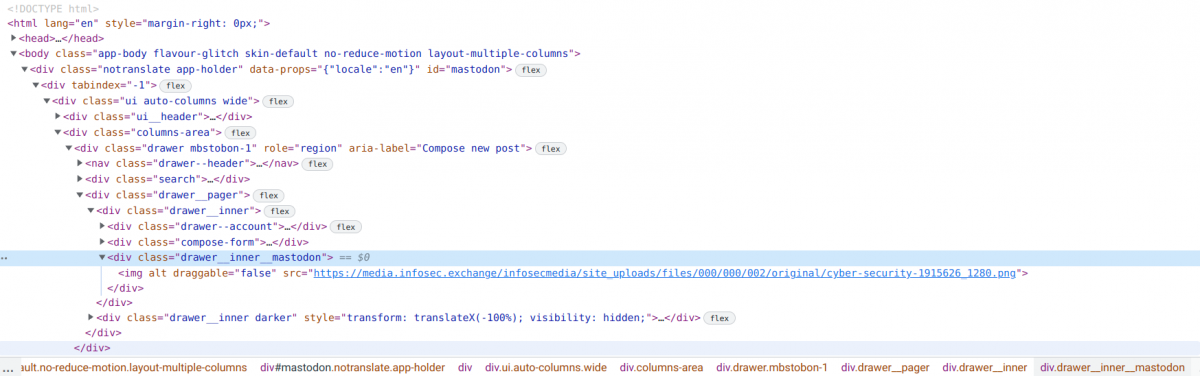 <!DOCTYPE html>
<html lang="en" style="margin-right: 0px;">
<head>…</head>
<body class="app-body flavour-glitch skin-default no-reduce-motion layout-multiple-columns">
<div class="notranslate app-holder" data-props="{"locale":"en"}" id="mastodon"> flex
<div tabindex="-1"> flex
<div class="ui auto-columns wide"> flex
<div class="ui__header">…</div>
<div class="columns-area"> flex
<div class="drawer mbstobon-1" role="region" aria-label="Compose new post"> flex
<nav class="drawer--header">…</nav> flex
<div class="search">…</div>
<div class="drawer__pager"> flex
<div class="drawer__inner"> flex
<div class="drawer--account">…</div> flex
<div class="compose-form">…</div>
<div class="drawer__inner__mastodon"> == $0
<img alt draggable="false" src="https://media.infosec.exchange/infosecmedia/site_uploads/files/000/000/002/original/cyber-security-1915626_1280.png">
</div>
</div>
<div class="drawer__inner darker" style="transform: translateX(-100%); visibility: hidden;">…</div> flex
</div>
</div>
… ault.no-reduce-motion.layout-multiple-columns div#mastodon.notranslate.app-holder div div.ui.auto-columns.wide div.columns-area div.drawer.mbstobon-1 div.drawer__pager div.drawer__inner div.drawer__inner__mastodon